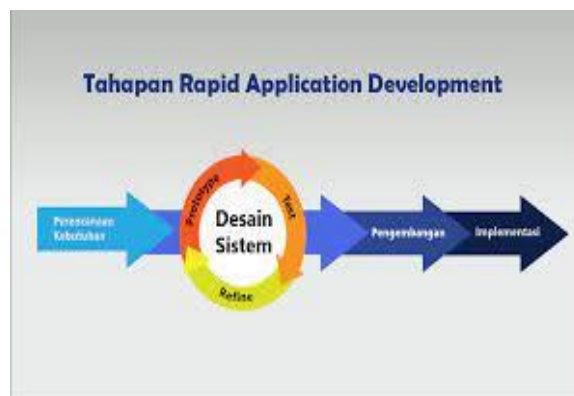 Tahapan Rapid Application Development
Perencanaan
Kebutuhan
Prototype
Test
Refine
Desain
Sistem
Pengembangan
Implementasi